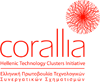 corallia
Hellenic Technology Clusters Initiative
Ελληνική Πρωτοβουλία Τεχνολογικών
Συνεργατικών Σχηματισμών